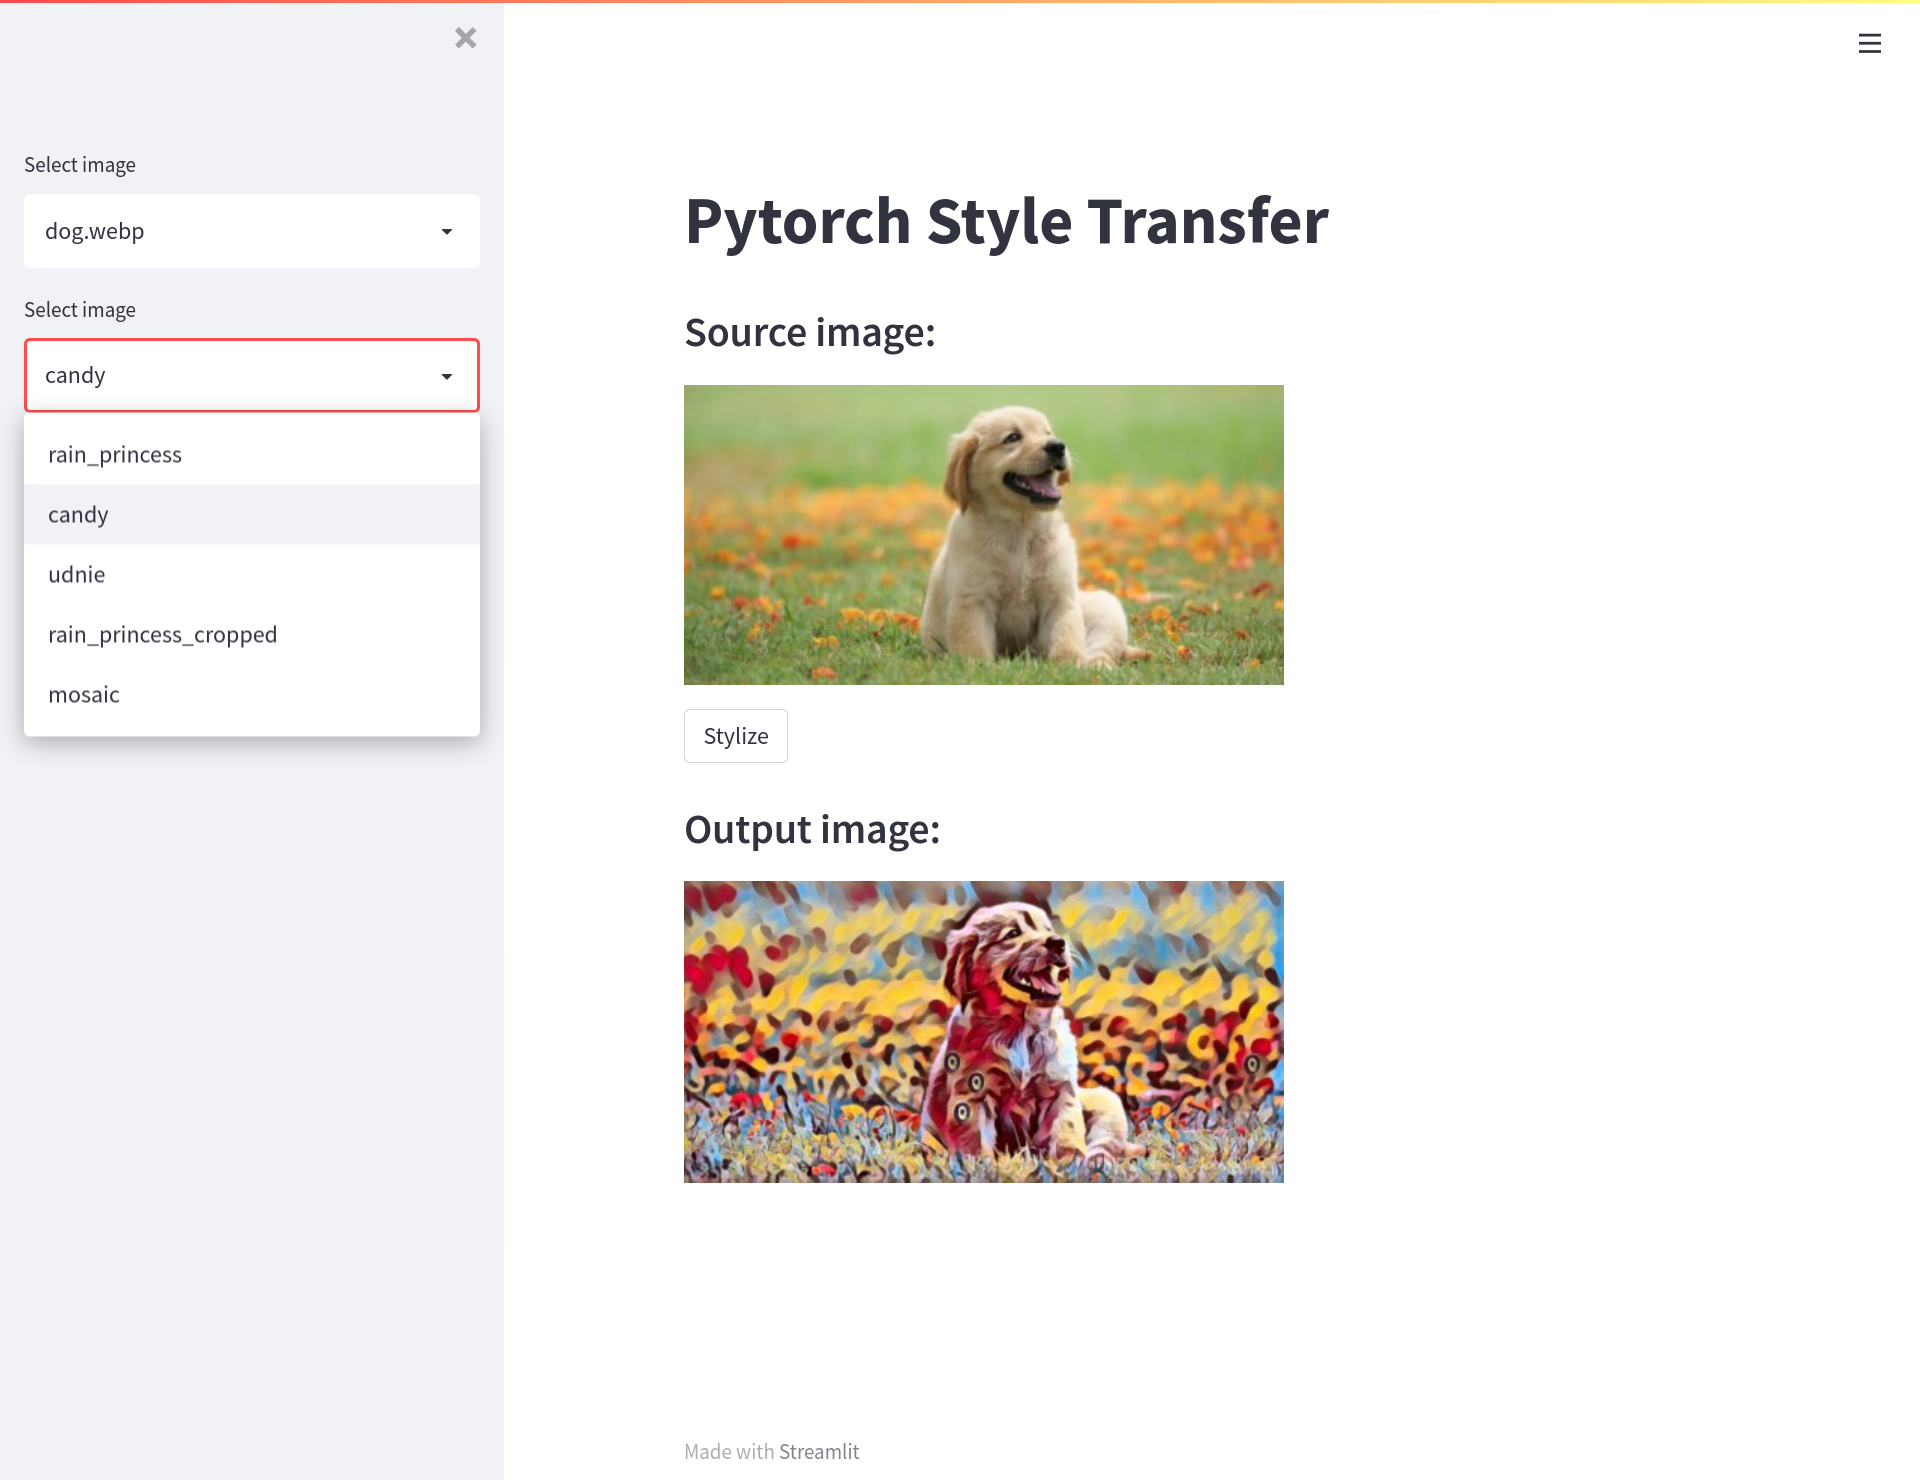 Select image
dog.webp
Select image
candy
rain_princess
candy
udnie
rain_princess_cropped
mosaic
Pytorch Style Transfer
Source image:
Stylize
Output image:
Made with Streamlit